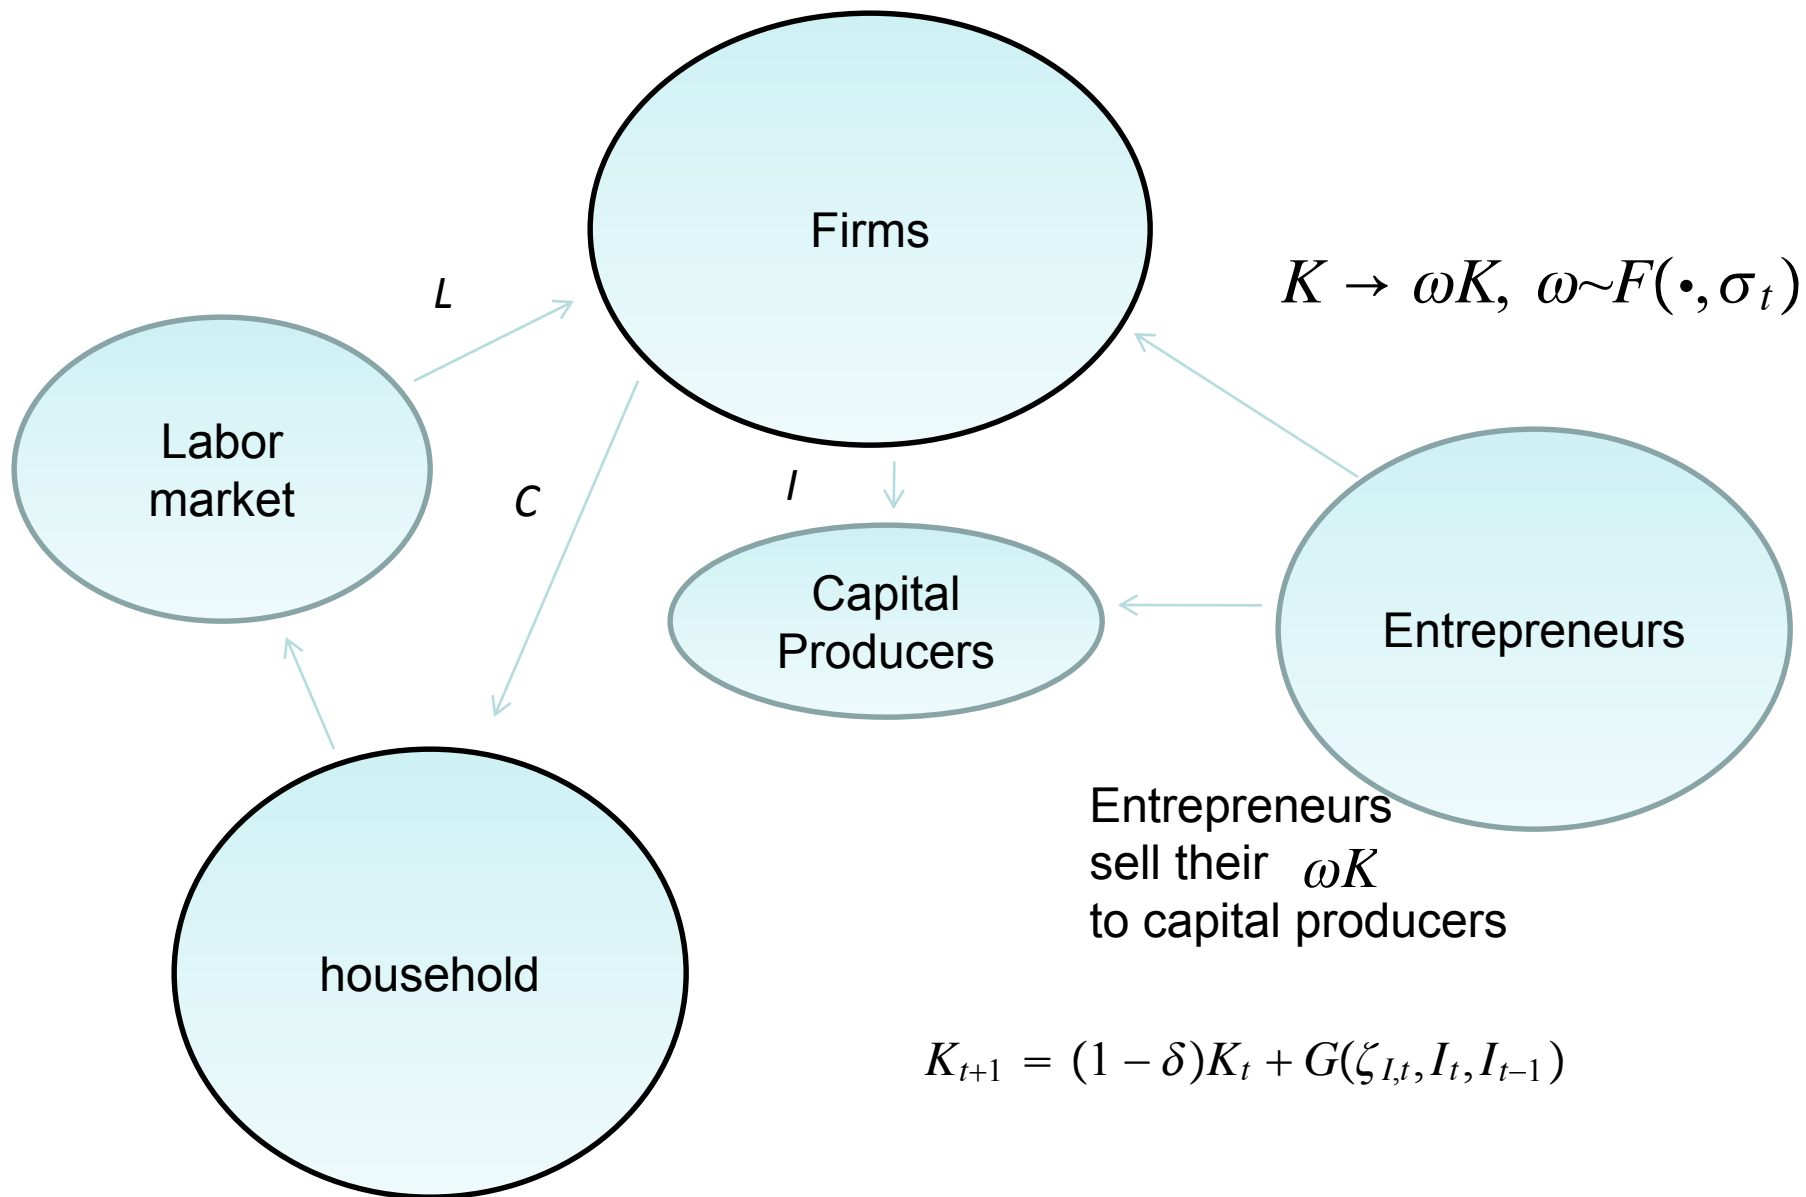 Firms
K → ωK, ω~F(•,σ_t)
L
Labor
market
C
I
Capital
Producers
Entrepreneurs
Entrepreneurs
sell their ωK
to capital producers
household
K_{t+1} = (1 − δ)K_t + G(ζ_{I,t}, I_t, I_{t−1})